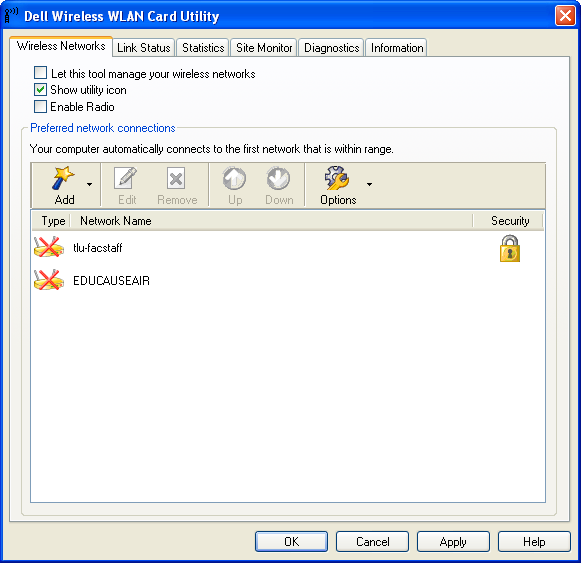 Dell Wireless WLAN Card Utility
Wireless Networks Link Status Statistics Site Monitor Diagnostics Information
Let this tool manage your wireless networks
Show utility icon
Enable Radio
Preferred network connections
Your computer automatically connects to the first network that is within range.
Add Edit Remove Up Down Options
Type Network Name Security
tlu-facstaff
EDUCAUSEAIR
OK Cancel Apply Help